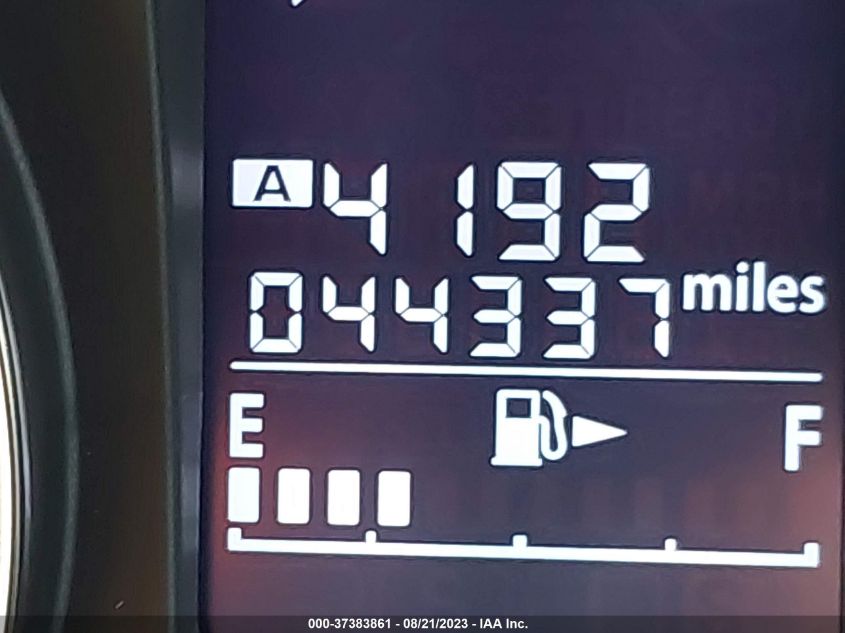 A 4192
044337 miles
E F
000-37383861 - 08/21/2023 - IAA Inc.